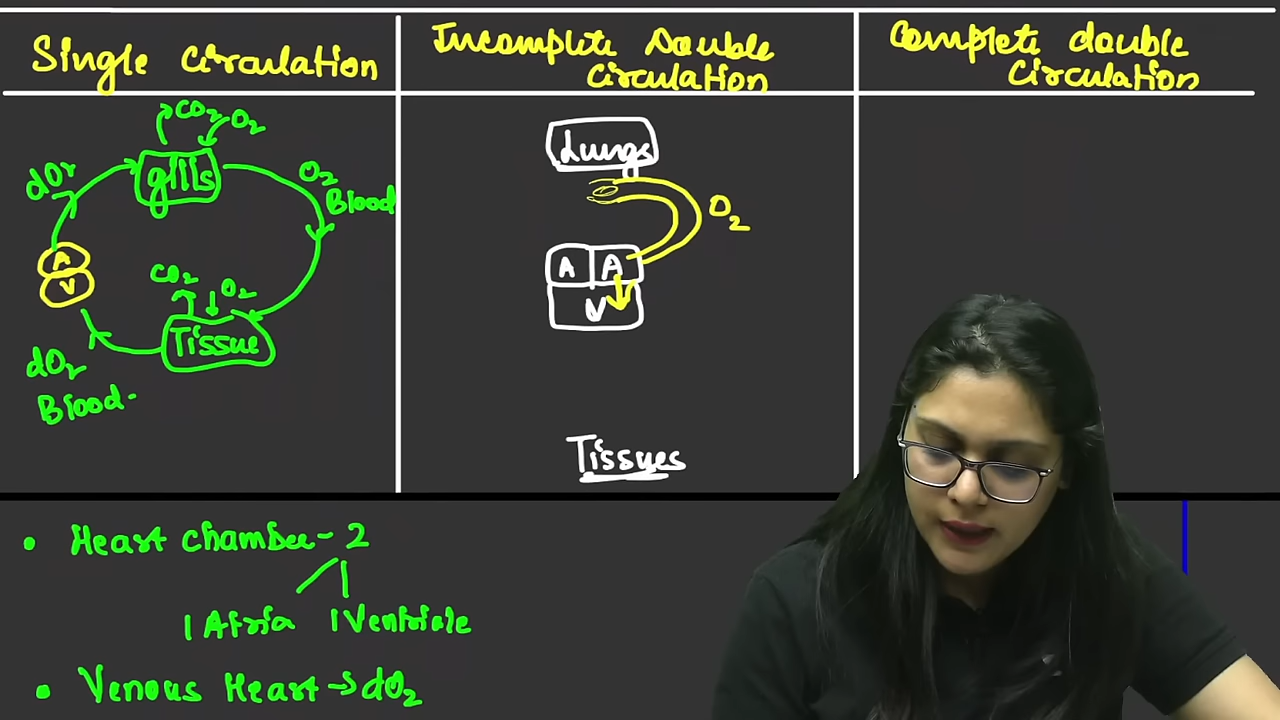 Single Circulation
Incomplete Double
Circulation
Complete double
Circulation
CO2
O2
gills
dO2
O2
Blood
A
V
CO2
O2
Tissue
dO2
Blood
Lungs
O2
A A
V
Tissues
• Heart chamber - 2
1 Atria 1 Ventricle
• Venous Heart → dO2